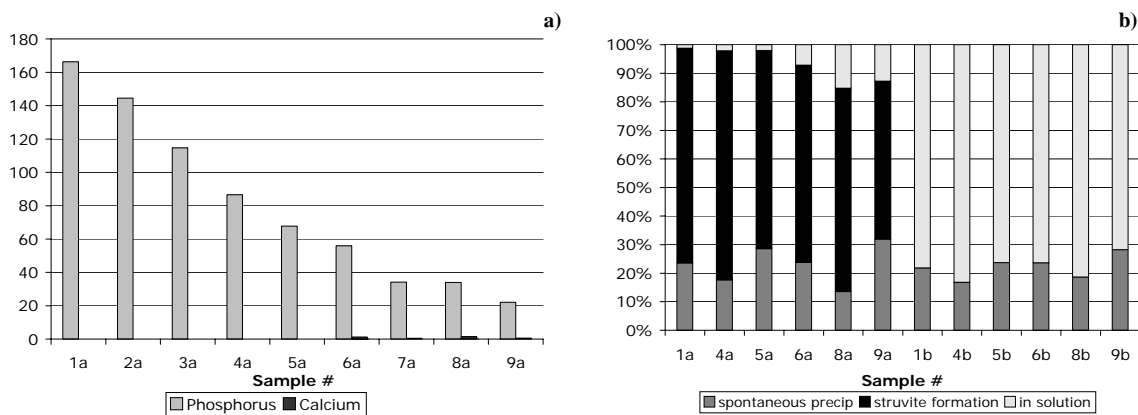 a)
180
160
140
120
100
80
60
40
20
0
1a 2a 3a 4a 5a 6a 7a 8a 9a
Sample #
Phosphorus Calcium
b)
100%
90%
80%
70%
60%
50%
40%
30%
20%
10%
0%
1a 4a 5a 6a 8a 9a 1b 4b 5b 6b 8b 9b
Sample #
spontaneous precip struvite formation in solution